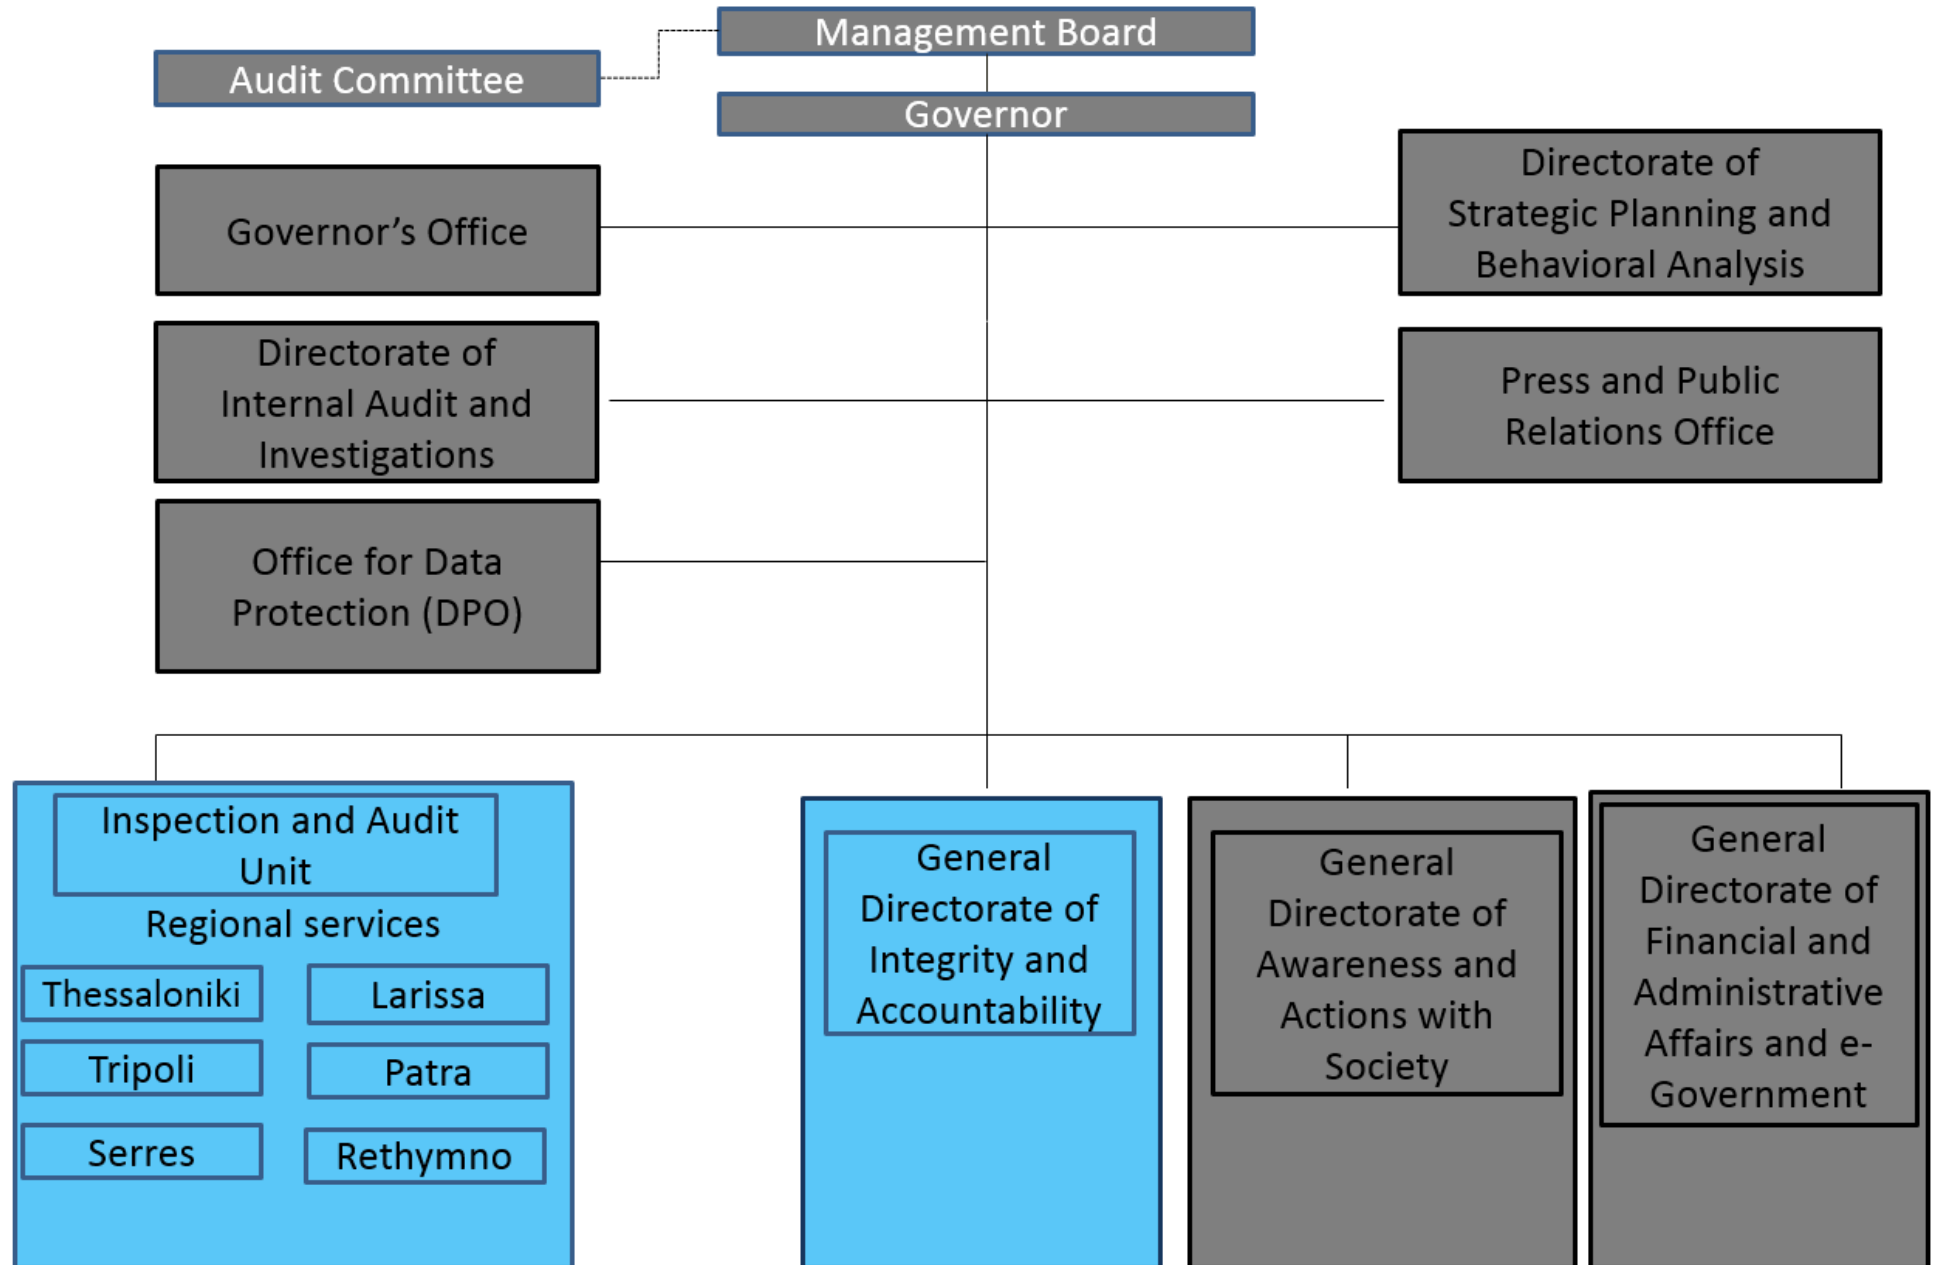 Management Board
Audit Committee
Governor
Governor’s Office
Directorate of
Strategic Planning and
Behavioral Analysis
Directorate of
Internal Audit and
Investigations
Press and Public
Relations Office
Office for Data
Protection (DPO)
Inspection and Audit
Unit
Regional services
Thessaloniki
Larissa
Tripoli
Patra
Serres
Rethymno
General
Directorate of
Integrity and
Accountability
General
Directorate of
Awareness and
Actions with
Society
General
Directorate of
Financial and
Administrative
Affairs and e-
Government